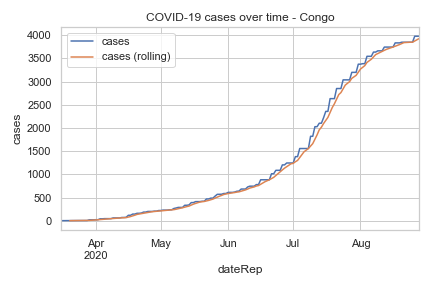 COVID-19 cases over time - Congo
cases
cases (rolling)
4000
3500
3000
2500
2000
1500
1000
500
0
cases
Apr
2020
May
Jun
Jul
Aug
dateRep